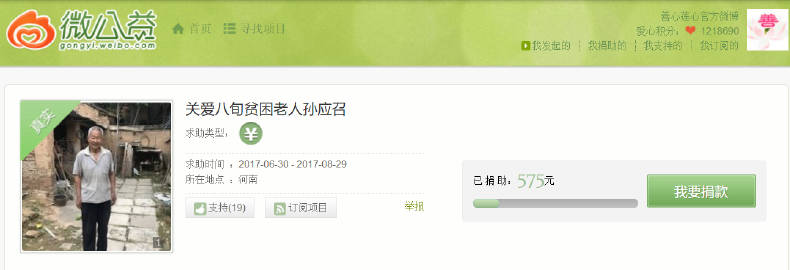 微公益
gongyi.weibo.com
首页 寻找项目
善心莲心官方微博
爱心积分： 1218690
我发起的 我捐助的 我支持的 我订阅的
善
真实
关爱八旬贫困老人孙应召
求助类型： ¥
求助时间 ：2017-06-30 - 2017-08-29
所在地点 ：河南
支持(19) 订阅项目 举报
已捐助：575元
我要捐款
1